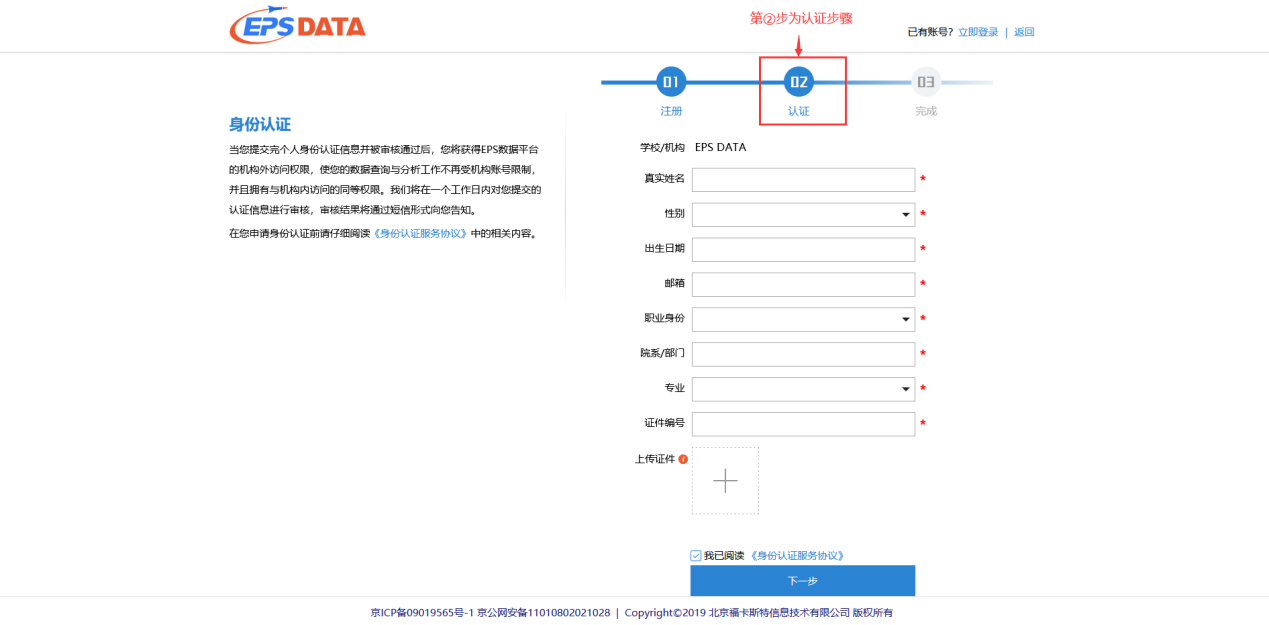 EPS DATA
第②步为认证步骤
已有账号? 立即登录 | 返回
01
02
03
注册
认证
完成
身份认证
当您提交完个人身份认证信息并被审核通过后，您将获得EPS数据平台
的机构外访问权限，使您的数据查询与分析工作不再受机构账号限制，
并且拥有与机构内访问的同等权限。我们将在一个工作日内对您提交的
认证信息进行审核，审核结果将通过短信形式向您告知。
在您申请身份认证前请仔细阅读《身份认证服务协议》中的相关内容。
学校/机构 EPS DATA
真实姓名 *
性别 *
出生日期 *
邮箱 *
职业身份 *
院系/部门 *
专业 *
证件编号 *
上传证件
我已阅读 《身份认证服务协议》
下一步
京ICP备09019565号-1 京公网安备11010802021028 | Copyright©2019 北京福卡斯特信息技术有限公司 版权所有